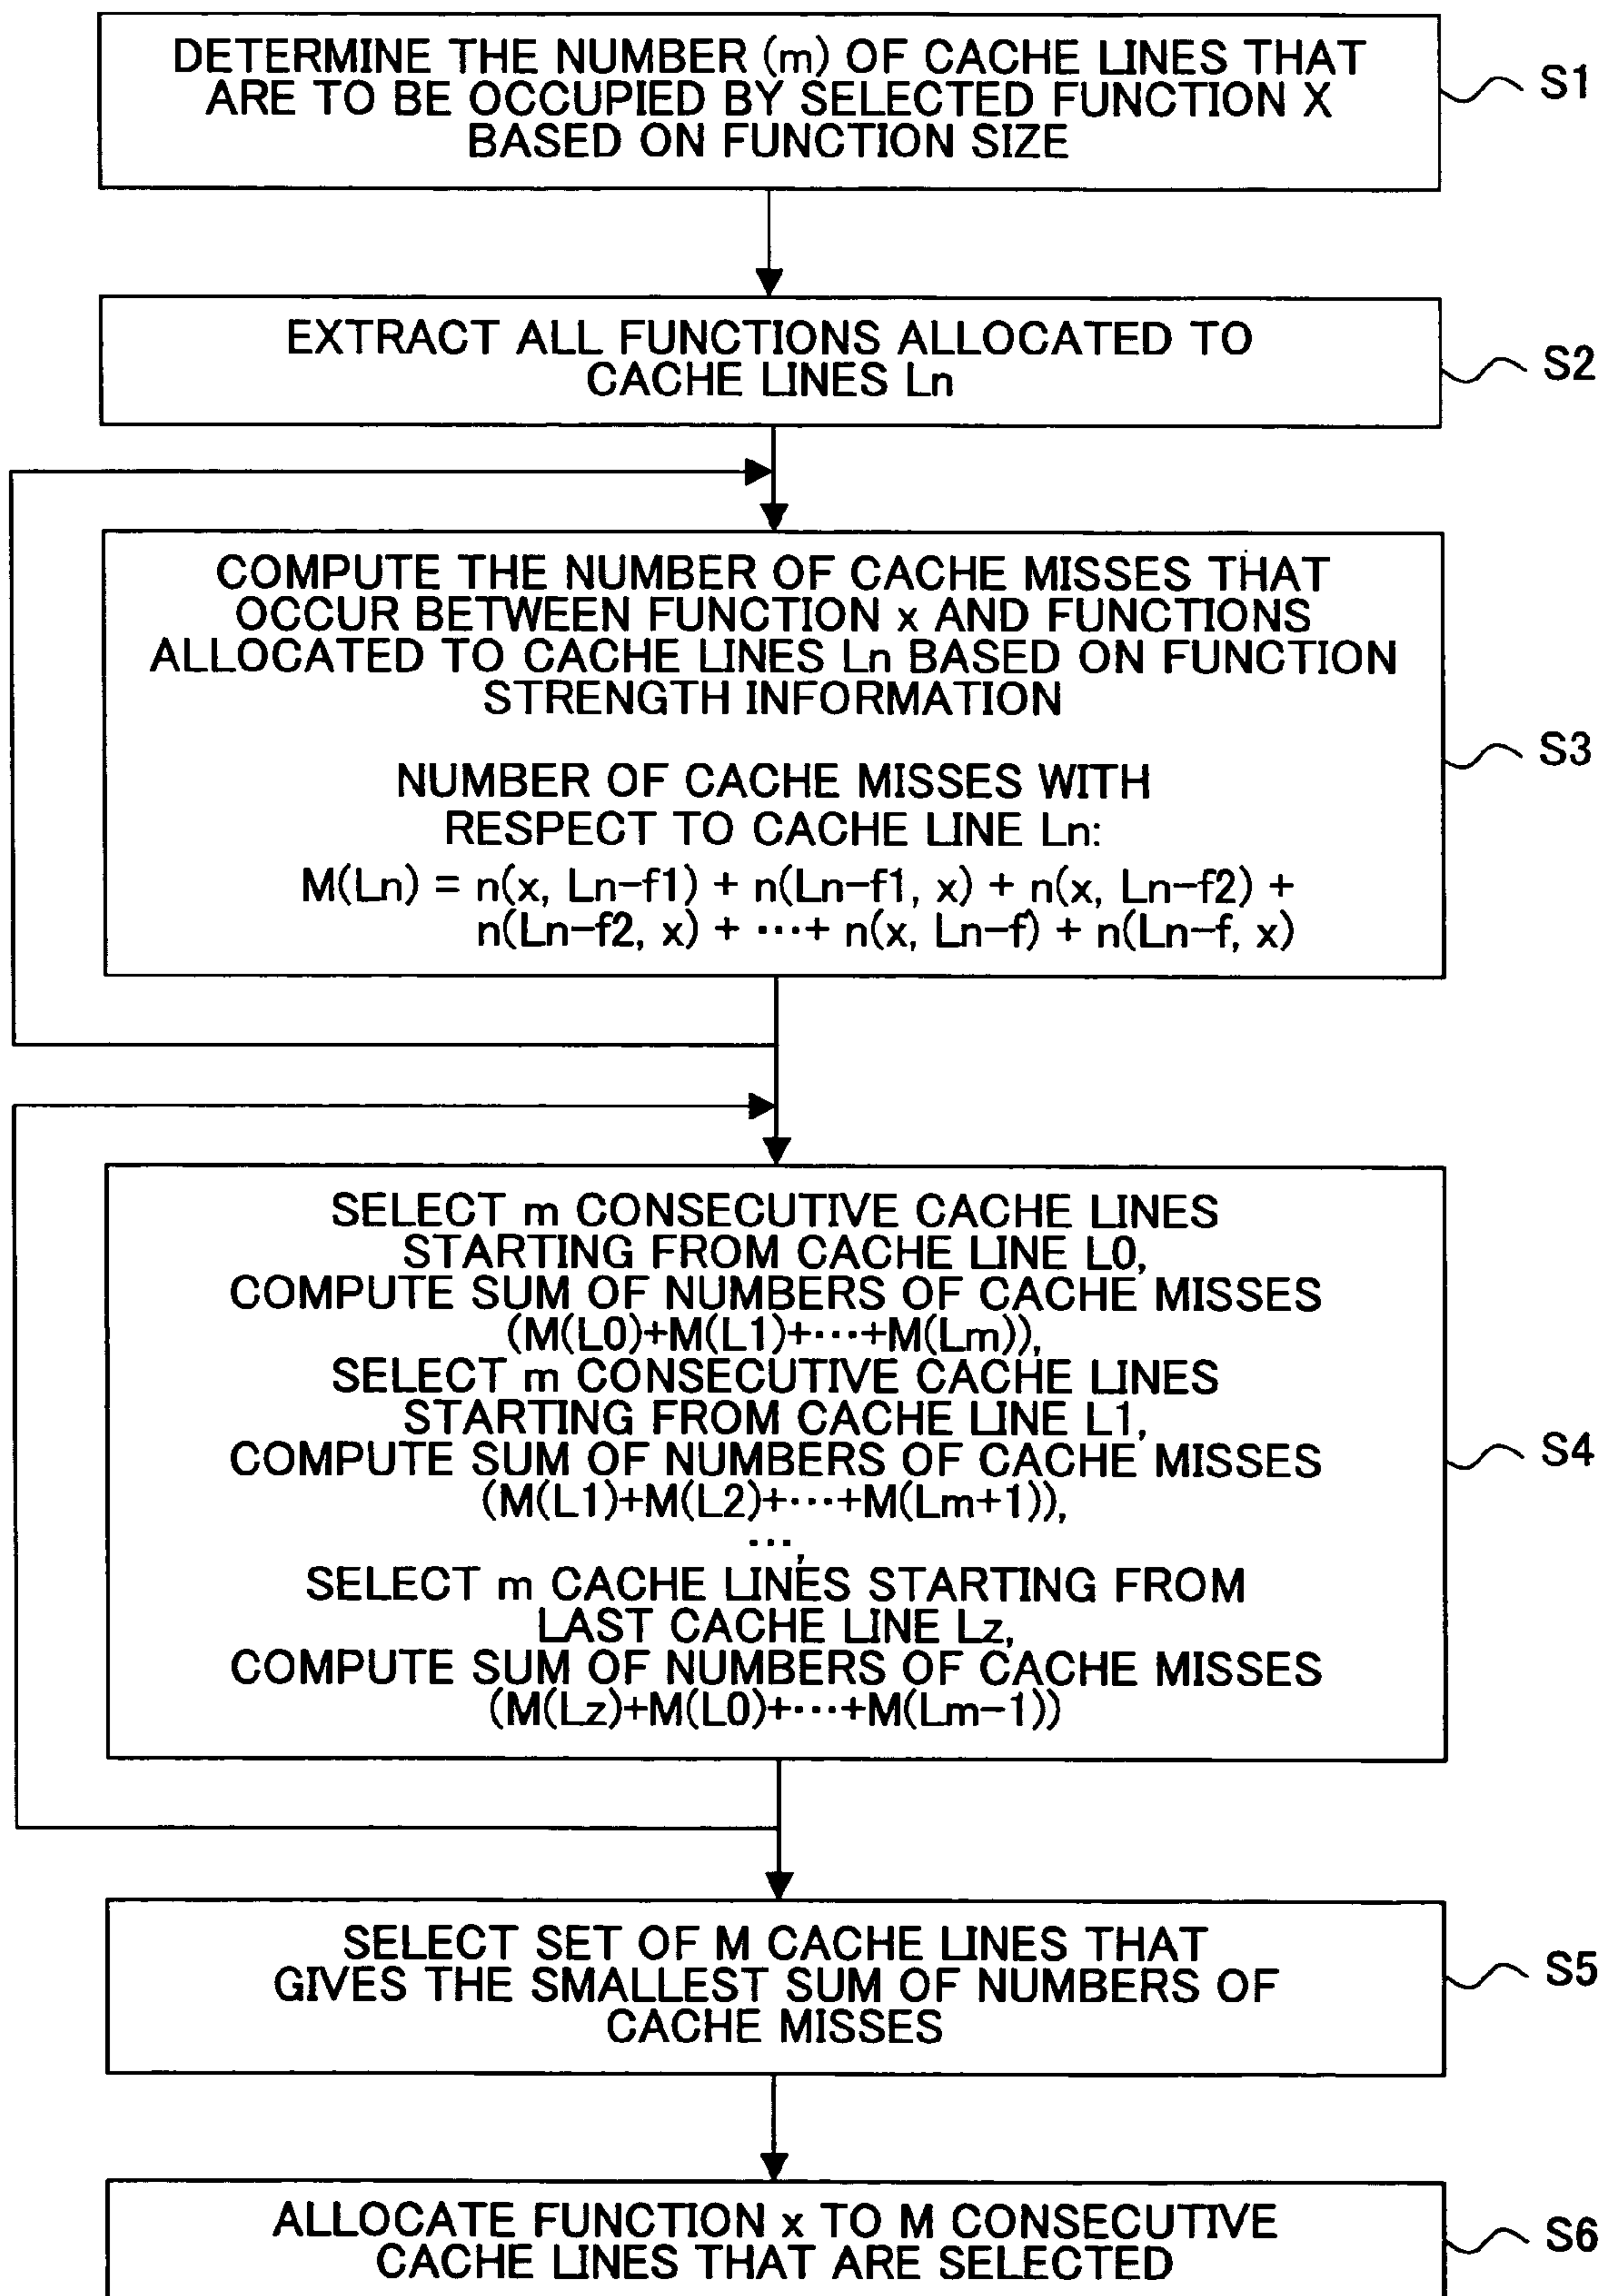 DETERMINE THE NUMBER (m) OF CACHE LINES THAT
ARE TO BE OCCUPIED BY SELECTED FUNCTION X
BASED ON FUNCTION SIZE
S1
EXTRACT ALL FUNCTIONS ALLOCATED TO
CACHE LINES Ln
S2
COMPUTE THE NUMBER OF CACHE MISSES THAT
OCCUR BETWEEN FUNCTION x AND FUNCTIONS
ALLOCATED TO CACHE LINES Ln BASED ON FUNCTION
STRENGTH INFORMATION
NUMBER OF CACHE MISSES WITH
RESPECT TO CACHE LINE Ln:
M(Ln) = n(x, Ln-f1) + n(Ln-f1, x) + n(x, Ln-f2) +
n(Ln-f2, x) + ···+ n(x, Ln-f) + n(Ln-f, x)
S3
SELECT m CONSECUTIVE CACHE LINES
STARTING FROM CACHE LINE L0,
COMPUTE SUM OF NUMBERS OF CACHE MISSES
(M(L0)+M(L1)+···+M(Lm)),
SELECT m CONSECUTIVE CACHE LINES
STARTING FROM CACHE LINE L1,
COMPUTE SUM OF NUMBERS OF CACHE MISSES
(M(L1)+M(L2)+···+M(Lm+1)),
···,
SELECT m CACHE LINES STARTING FROM
LAST CACHE LINE Lz,
COMPUTE SUM OF NUMBERS OF CACHE MISSES
(M(Lz)+M(L0)+···+M(Lm-1))
S4
SELECT SET OF M CACHE LINES THAT
GIVES THE SMALLEST SUM OF NUMBERS OF
CACHE MISSES
S5
ALLOCATE FUNCTION x TO M CONSECUTIVE
CACHE LINES THAT ARE SELECTED
S6